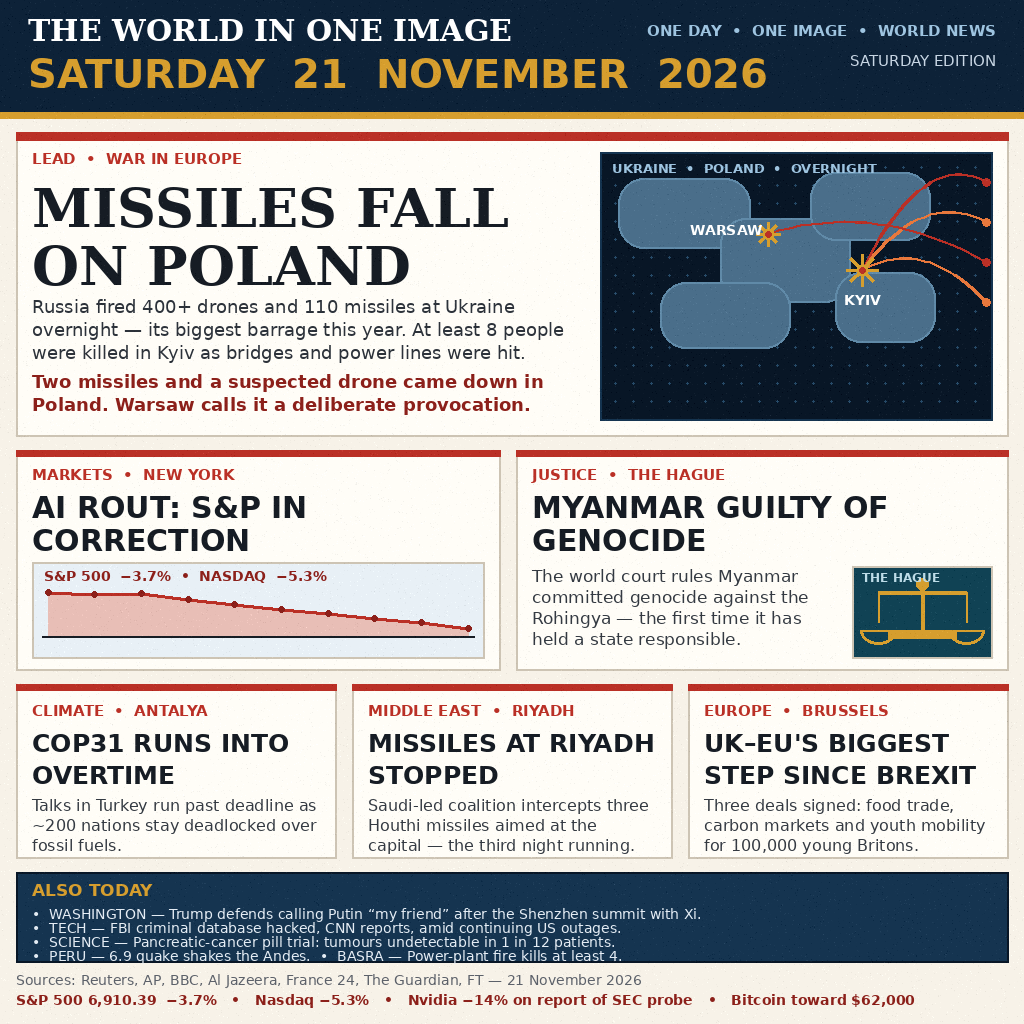 THE WORLD IN ONE IMAGE
SATURDAY 21 NOVEMBER 2026
ONE DAY • ONE IMAGE • WORLD NEWS
SATURDAY EDITION
LEAD • WAR IN EUROPE
MISSILES FALL
ON POLAND
Russia fired 400+ drones and 110 missiles at Ukraine
overnight — its biggest barrage this year. At least 8 people
were killed in Kyiv as bridges and power lines were hit.
Two missiles and a suspected drone came down in
Poland. Warsaw calls it a deliberate provocation.
UKRAINE • POLAND • OVERNIGHT
WARSAW
KYIV
MARKETS • NEW YORK
AI ROUT: S&P IN
CORRECTION
S&P 500 −3.7% • NASDAQ −5.3%
JUSTICE • THE HAGUE
MYANMAR GUILTY OF
GENOCIDE
The world court rules Myanmar
committed genocide against the
Rohingya — the first time it has
held a state responsible.
THE HAGUE
CLIMATE • ANTALYA
COP31 RUNS INTO
OVERTIME
Talks in Turkey run past deadline as
~200 nations stay deadlocked over
fossil fuels.
MIDDLE EAST • RIYADH
MISSILES AT RIYADH
STOPPED
Saudi-led coalition intercepts three
Houthi missiles aimed at the
capital — the third night running.
EUROPE • BRUSSELS
UK–EU'S BIGGEST
STEP SINCE BREXIT
Three deals signed: food trade,
carbon markets and youth mobility
for 100,000 young Britons.
ALSO TODAY
• WASHINGTON — Trump defends calling Putin “my friend” after the Shenzhen summit with Xi.
• TECH — FBI criminal database hacked, CNN reports, amid continuing US outages.
• SCIENCE — Pancreatic-cancer pill trial: tumours undetectable in 1 in 12 patients.
• PERU — 6.9 quake shakes the Andes. • BASRA — Power-plant fire kills at least 4.
Sources: Reuters, AP, BBC, Al Jazeera, France 24, The Guardian, FT — 21 November 2026
S&P 500 6,910.39 −3.7% • Nasdaq −5.3% • Nvidia −14% on report of SEC probe • Bitcoin toward $62,000